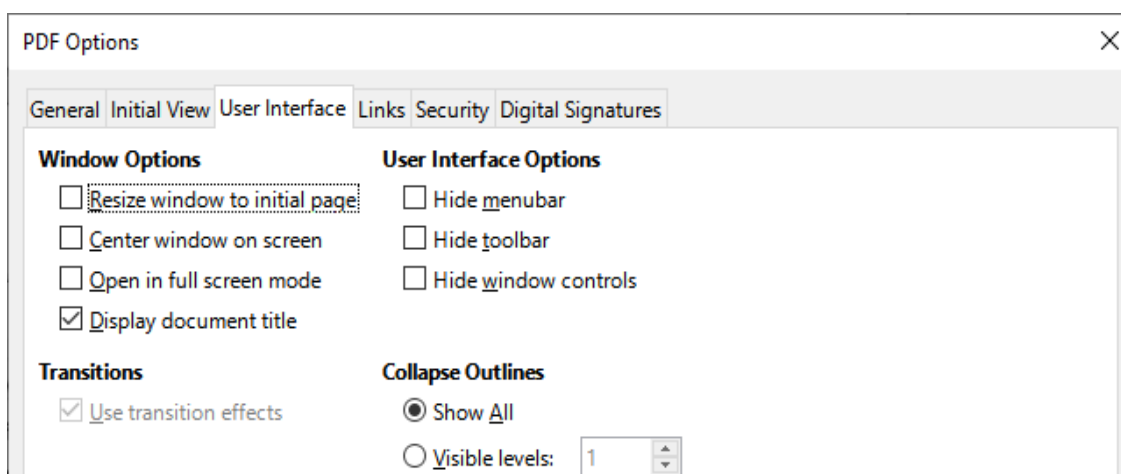 PDF Options
General Initial View User Interface Links Security Digital Signatures
Window Options
Resize window to initial page
Center window on screen
Open in full screen mode
Display document title
User Interface Options
Hide menubar
Hide toolbar
Hide window controls
Transitions
Use transition effects
Collapse Outlines
Show All
Visible levels: 1